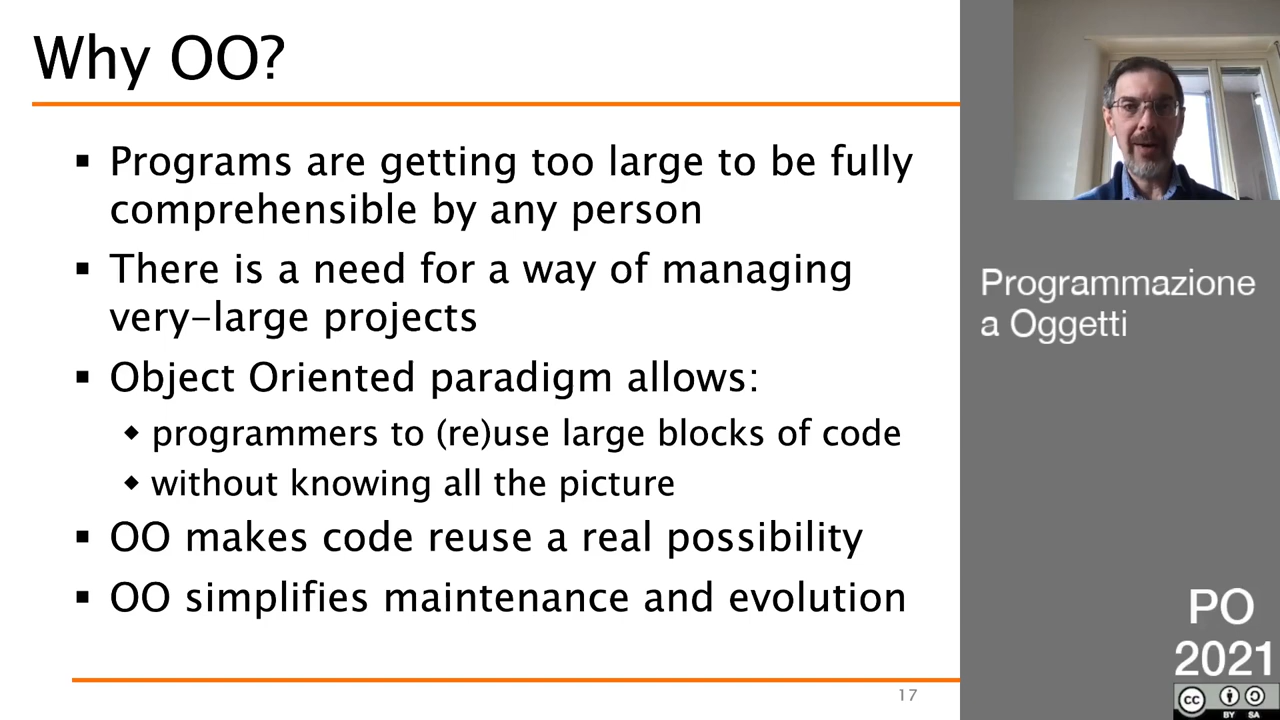 Why OO?
▪ Programs are getting too large to be fully
comprehensible by any person
▪ There is a need for a way of managing
very-large projects
▪ Object Oriented paradigm allows:
◆ programmers to (re)use large blocks of code
◆ without knowing all the picture
▪ OO makes code reuse a real possibility
▪ OO simplifies maintenance and evolution
17
Programmazione
a Oggetti
PO
2021
cc
BY SA